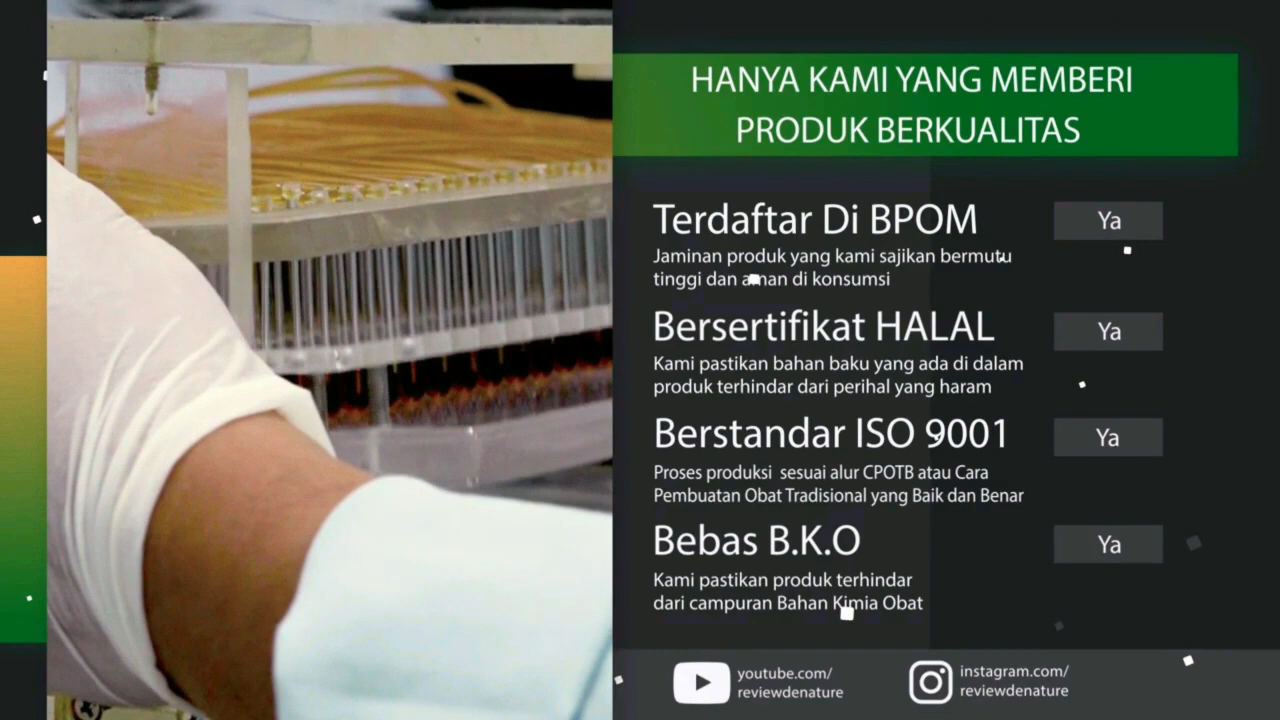 HANYA KAMI YANG MEMBERI
PRODUK BERKUALITAS
Terdaftar Di BPOM
Ya
Jaminan produk yang kami sajikan bermutu
tinggi dan aman di konsumsi
Bersertifikat HALAL
Ya
Kami pastikan bahan baku yang ada di dalam
produk terhindar dari perihal yang haram
Berstandar ISO 9001
Ya
Proses produksi sesuai alur CPOTB atau Cara
Pembuatan Obat Tradisional yang Baik dan Benar
Bebas B.K.O
Ya
Kami pastikan produk terhindar
dari campuran Bahan Kimia Obat
youtube.com/
reviewdenature
instagram.com/
reviewdenature